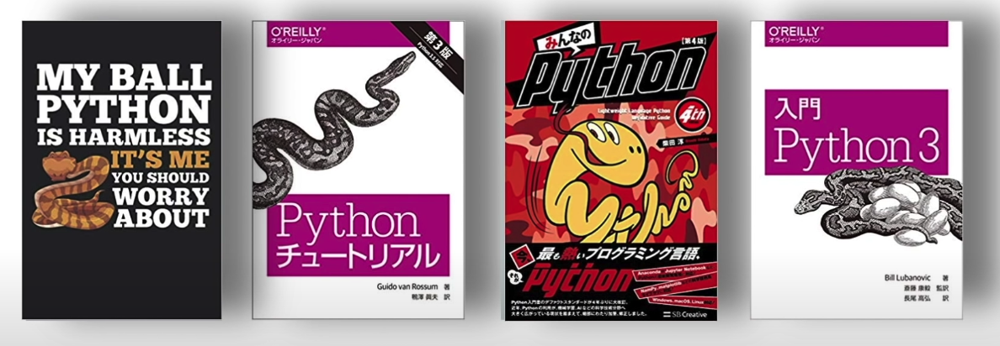 MY BALL
PYTHON
IS HARMLESS
IT'S ME
YOU SHOULD
WORRY
ABOUT
O'REILLY®
オライリー・ジャパン
第3版
Python 3.5 対応
Python
チュートリアル
Guido van Rossum 著
鴨澤 眞夫 訳
みんなの
Python
[第4版]
Lightweight Language Python
4th
柴田 淳
今、最も熱いプログラミング言語、
それがPython
Anaconda、Jupyter Notebook
NumPy、matplotlib
Windows, macOS, Linux
Python入門書のデファクトスタンダードが4年ぶりに大改訂。
近年、Pythonの利用が、機械学習、AIなどの科学技術分野へ
大きく広がっている現状を踏まえて、細部にわたり加筆、修正しました。
SB Creative
O'REILLY®
オライリー・ジャパン
入門
Python 3
Bill Lubanovic 著
斎藤 康毅 監訳
長尾 高弘 訳